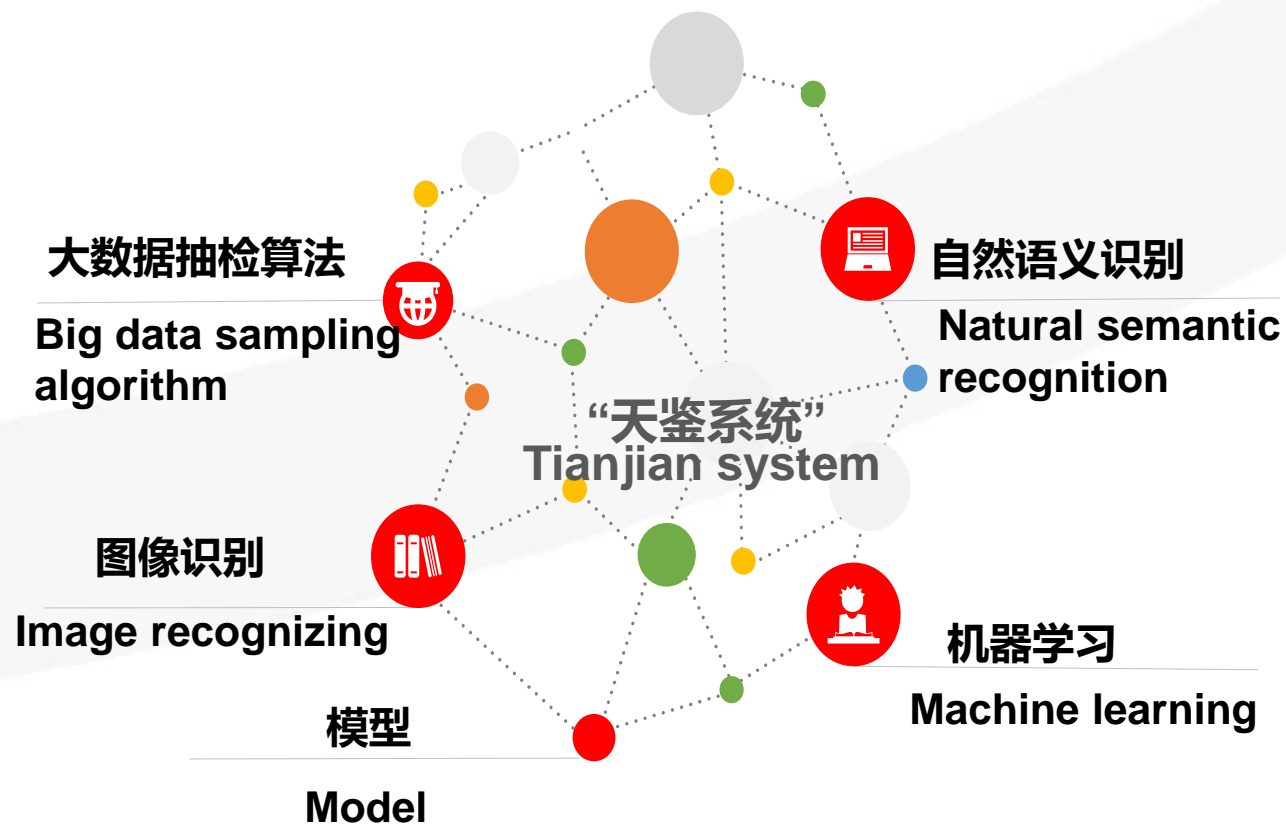 大数据抽检算法
Big data sampling
algorithm
自然语义识别
Natural semantic
recognition
“天鉴系统”
Tianjian system
图像识别
Image recognizing
机器学习
Machine learning
模型
Model